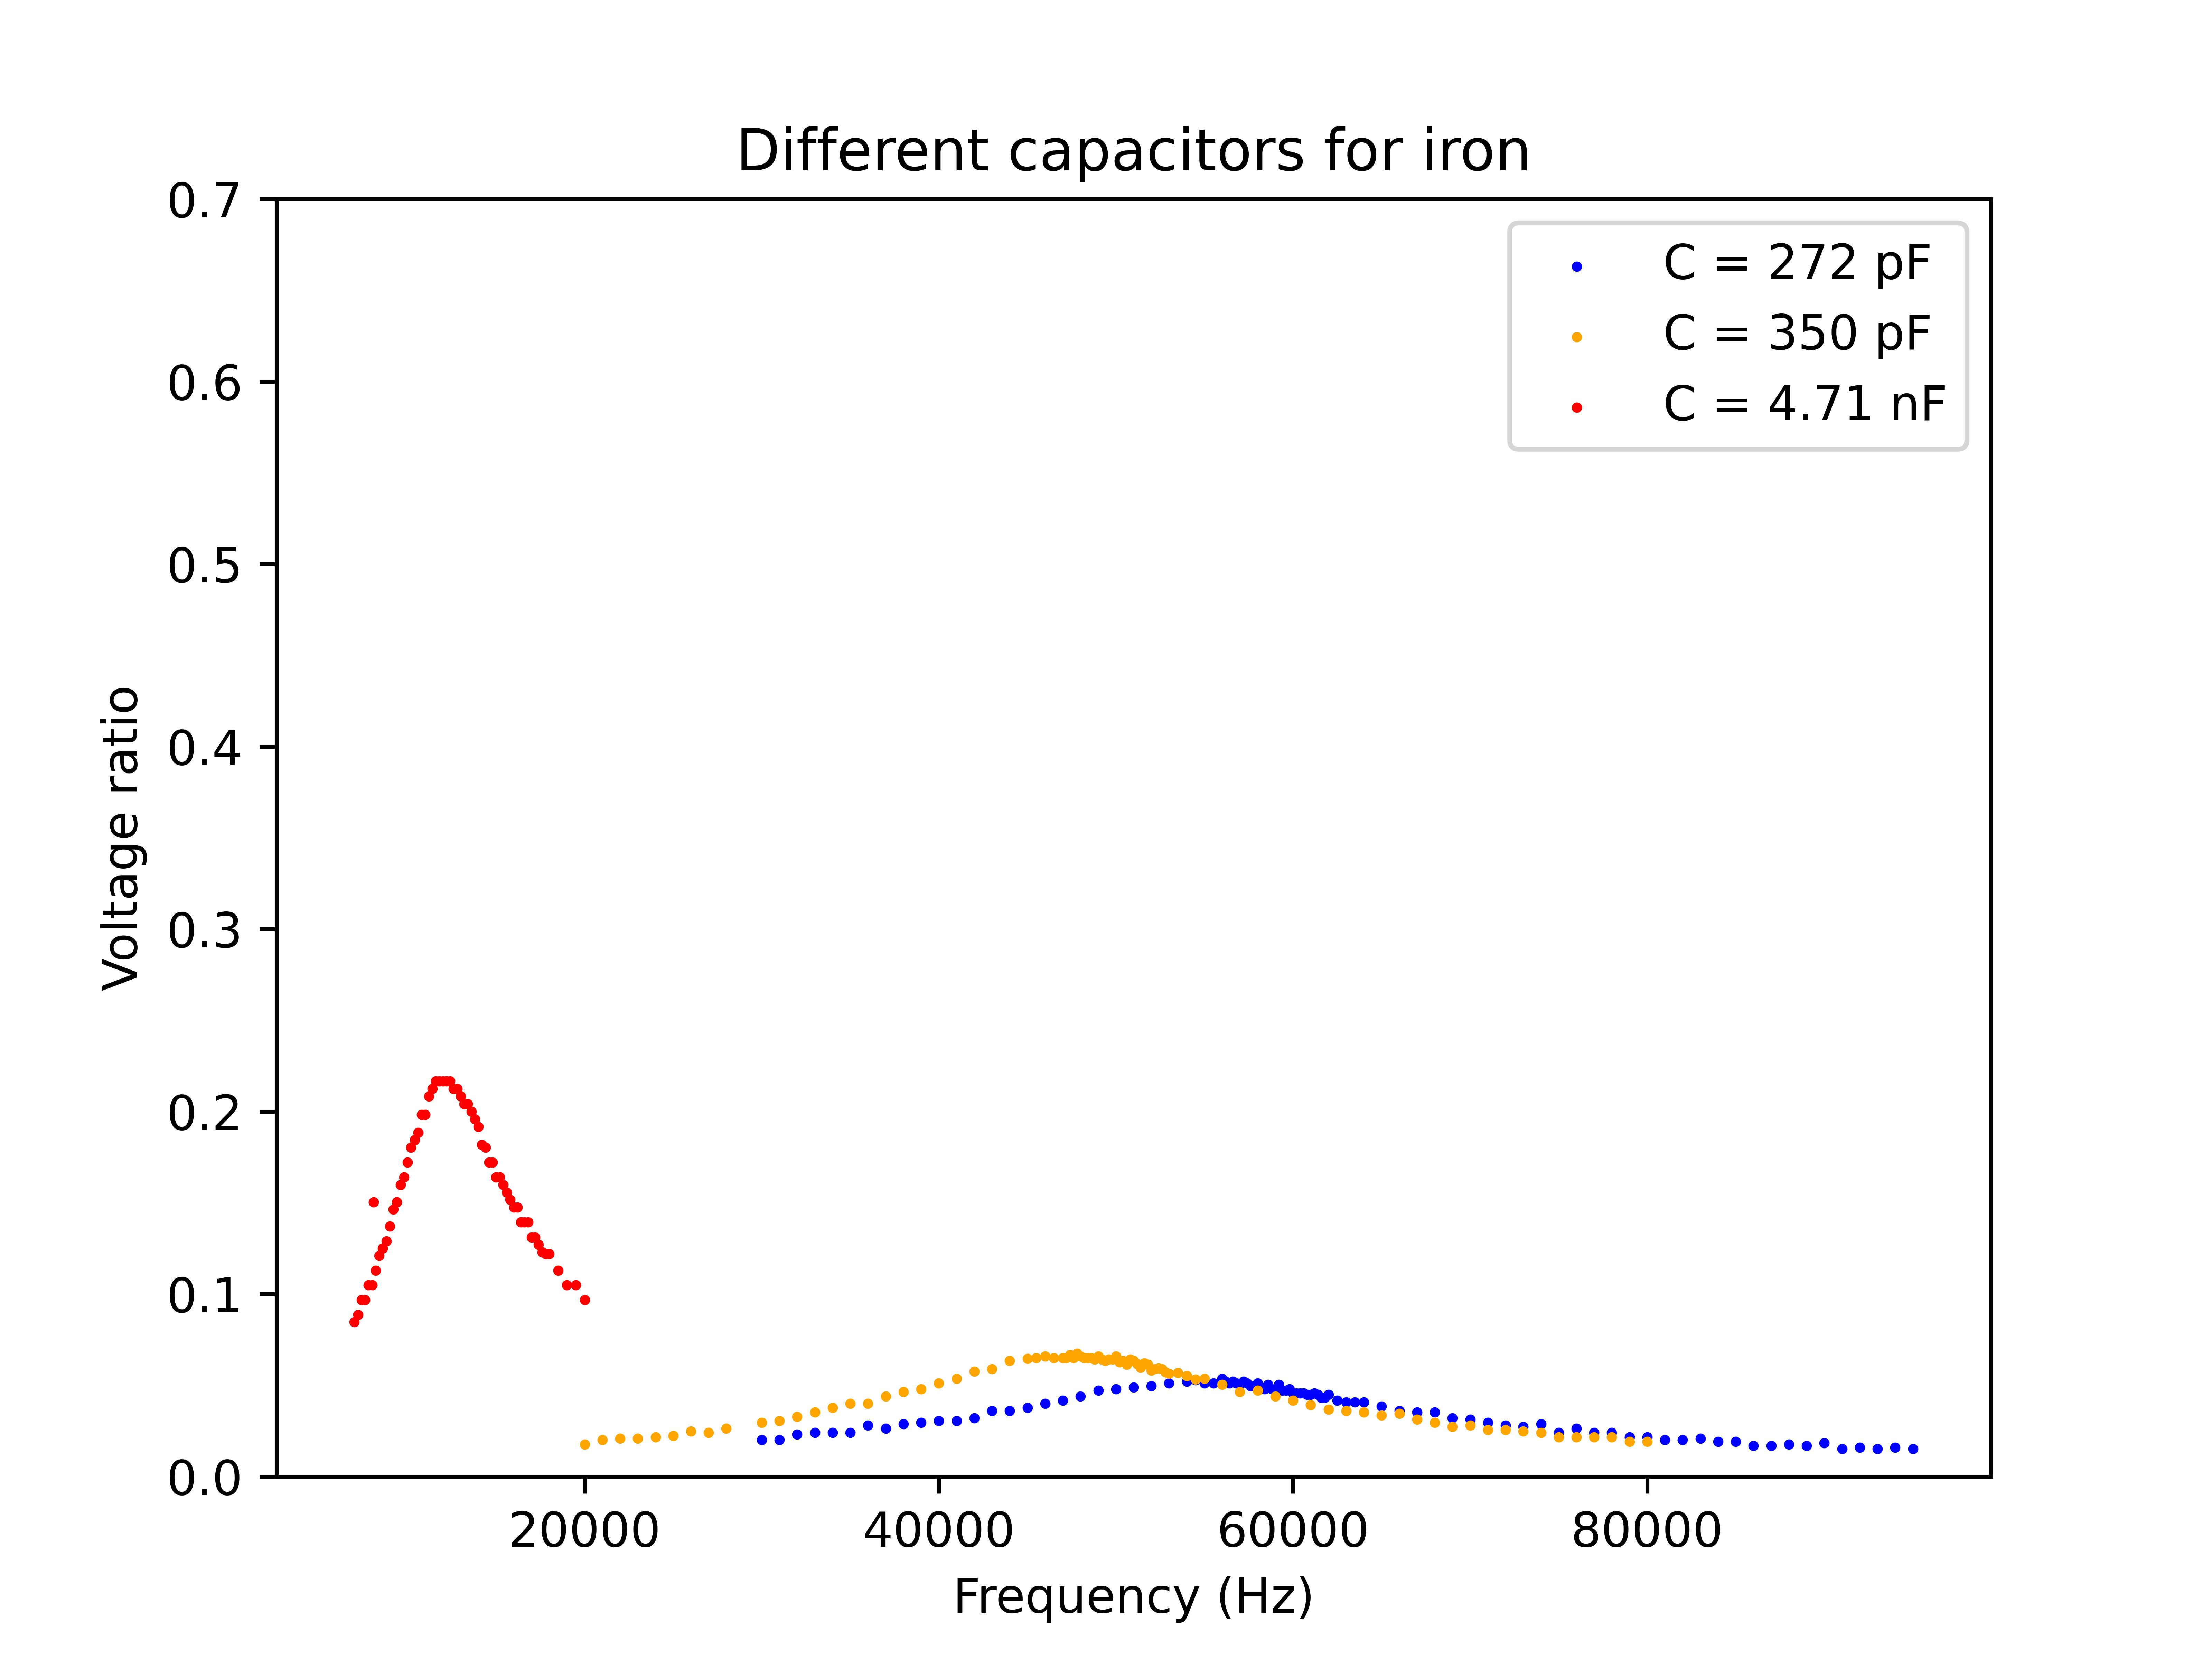 Different capacitors for iron
0.7
0.6
0.5
0.4
0.3
0.2
0.1
0.0
Voltage ratio
C = 272 pF
C = 350 pF
C = 4.71 nF
20000 40000 60000 80000
Frequency (Hz)